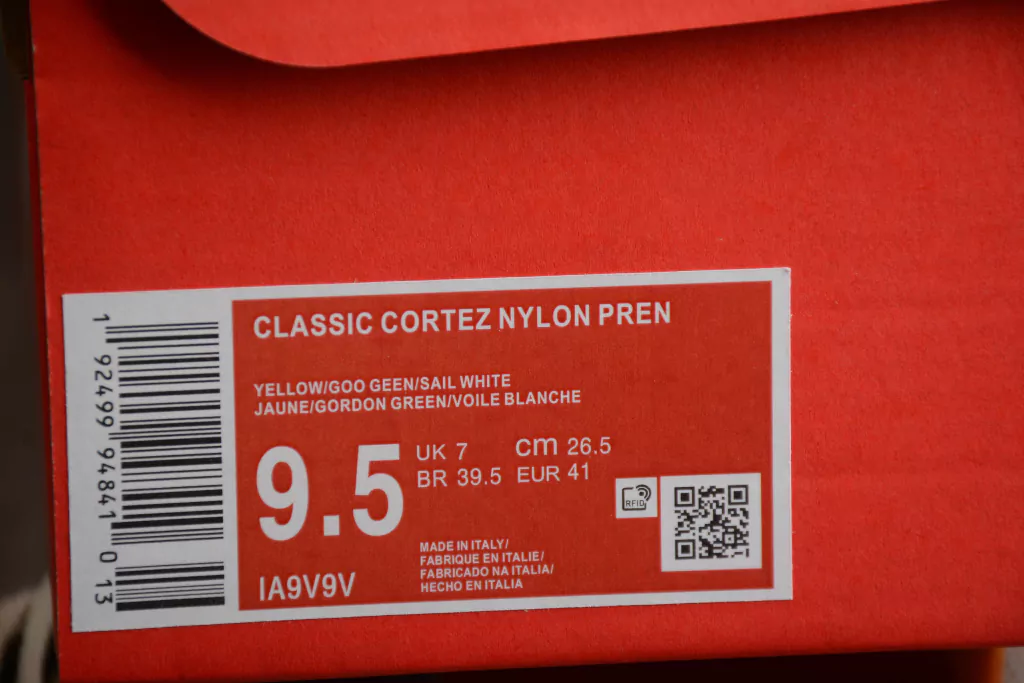 CLASSIC CORTEZ NYLON PREN
YELLOW/GOO GEEN/SAIL WHITE
JAUNE/GORDON GREEN/VOILE BLANCHE
9.5
UK 7 cm 26.5
BR 39.5 EUR 41
RFID
MADE IN ITALY/
FABRIQUE EN ITALIE/
FABRICADO NA ITALIA/
HECHO EN ITALIA
IA9V9V
1 92499 94841 0 13